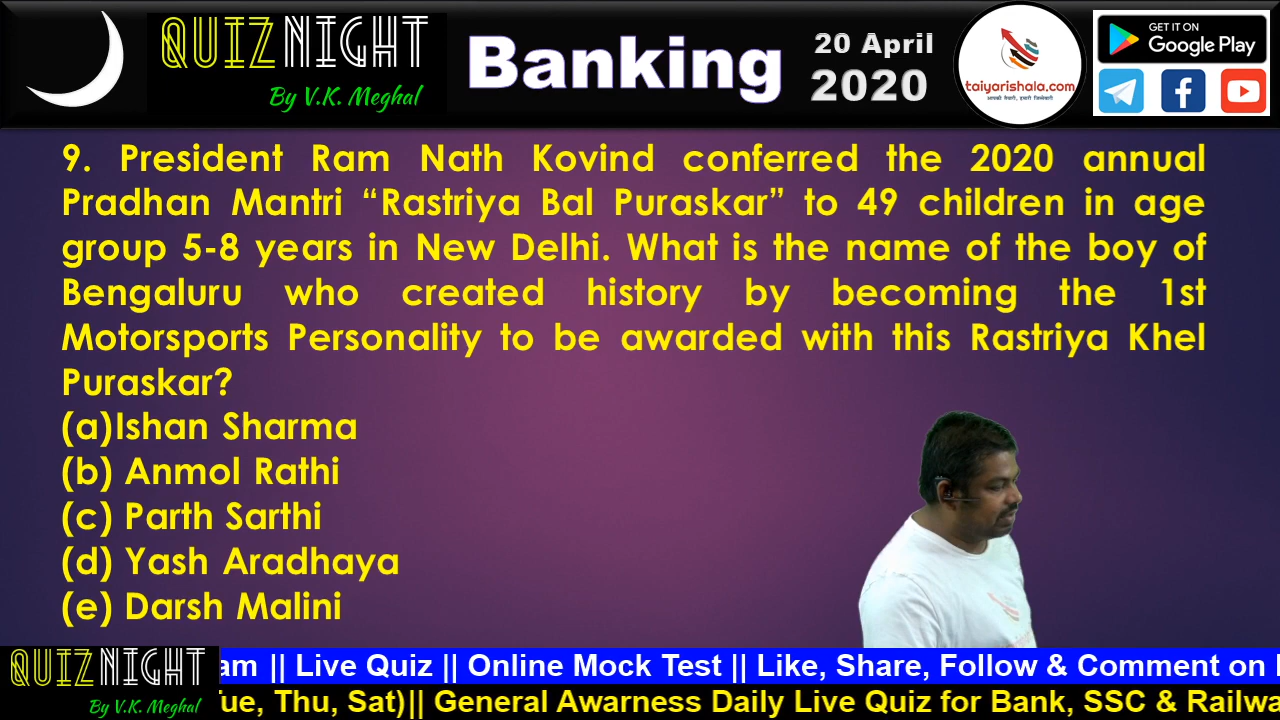 QUIZ NIGHT
By V.K. Meghal
Banking
20 April
2020
taiyarishala.com
आपकी तैयारी, हमारी जिम्मेदारी
GET IT ON
Google Play
9. President Ram Nath Kovind conferred the 2020 annual
Pradhan Mantri “Rastriya Bal Puraskar” to 49 children in age
group 5-8 years in New Delhi. What is the name of the boy of
Bengaluru who created history by becoming the 1st
Motorsports Personality to be awarded with this Rastriya Khel
Puraskar?
(a)Ishan Sharma
(b) Anmol Rathi
(c) Parth Sarthi
(d) Yash Aradhaya
(e) Darsh Malini
QUIZ NIGHT
By V.K. Meghal
am || Live Quiz || Online Mock Test || Like, Share, Follow & Comment on
Tue, Thu, Sat)|| General Awarness Daily Live Quiz for Bank, SSC & Railwa